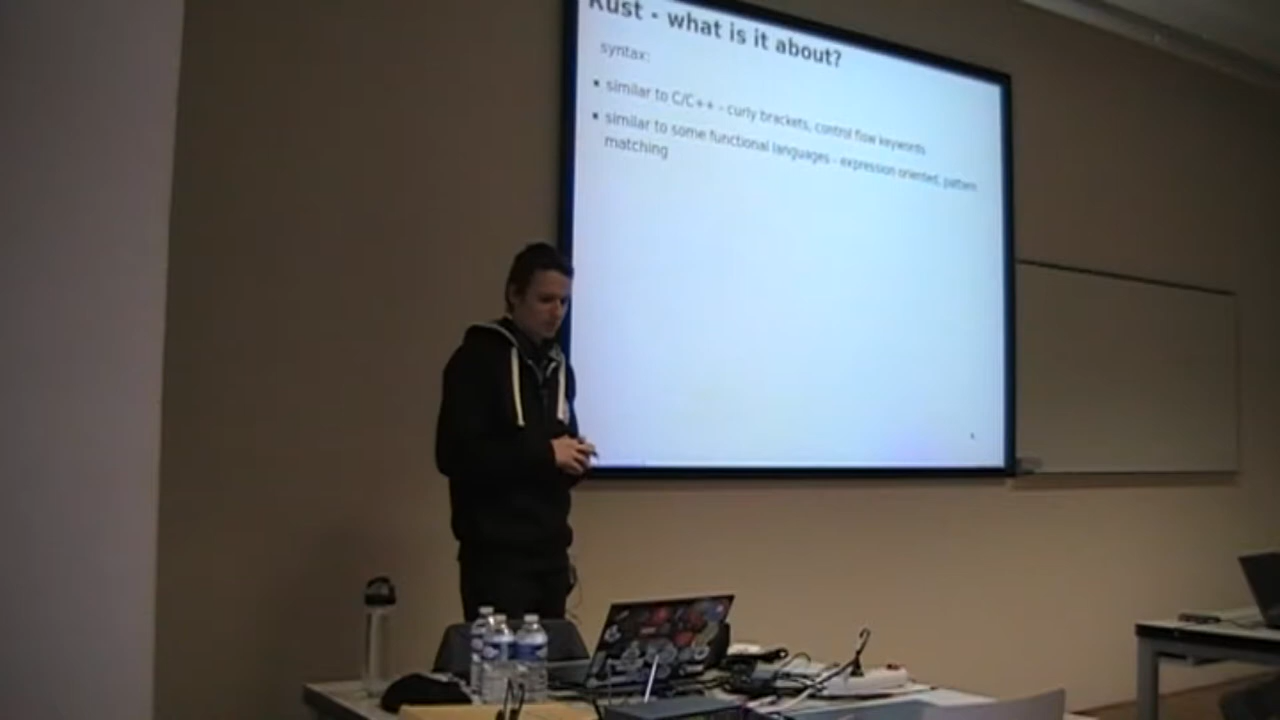 Rust - what is it about?
syntax:
▪ similar to C/C++ - curly brackets, control flow keywords
▪ similar to some functional languages - expression oriented, pattern
matching